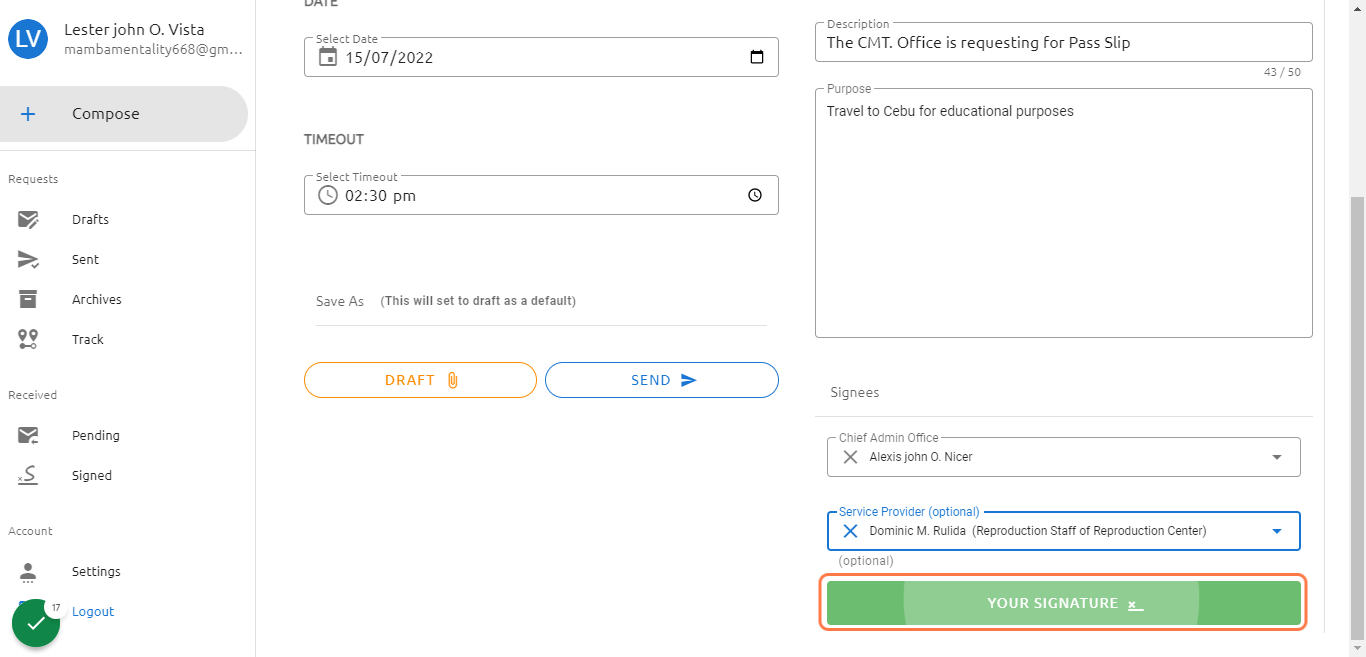 LV
Lester john O. Vista
mambamentality668@gm...
Compose
Requests
Drafts
Sent
Archives
Track
Received
Pending
Signed
Account
Settings
17
Logout
DATE
Select Date
15/07/2022
TIMEOUT
Select Timeout
02:30 pm
Save As (This will set to draft as a default)
DRAFT
SEND
Description
The CMT. Office is requesting for Pass Slip
43 / 50
Purpose
Travel to Cebu for educational purposes
Signees
Chief Admin Office
Alexis john O. Nicer
Service Provider (optional)
Dominic M. Rulida (Reproduction Staff of Reproduction Center)
(optional)
YOUR SIGNATURE